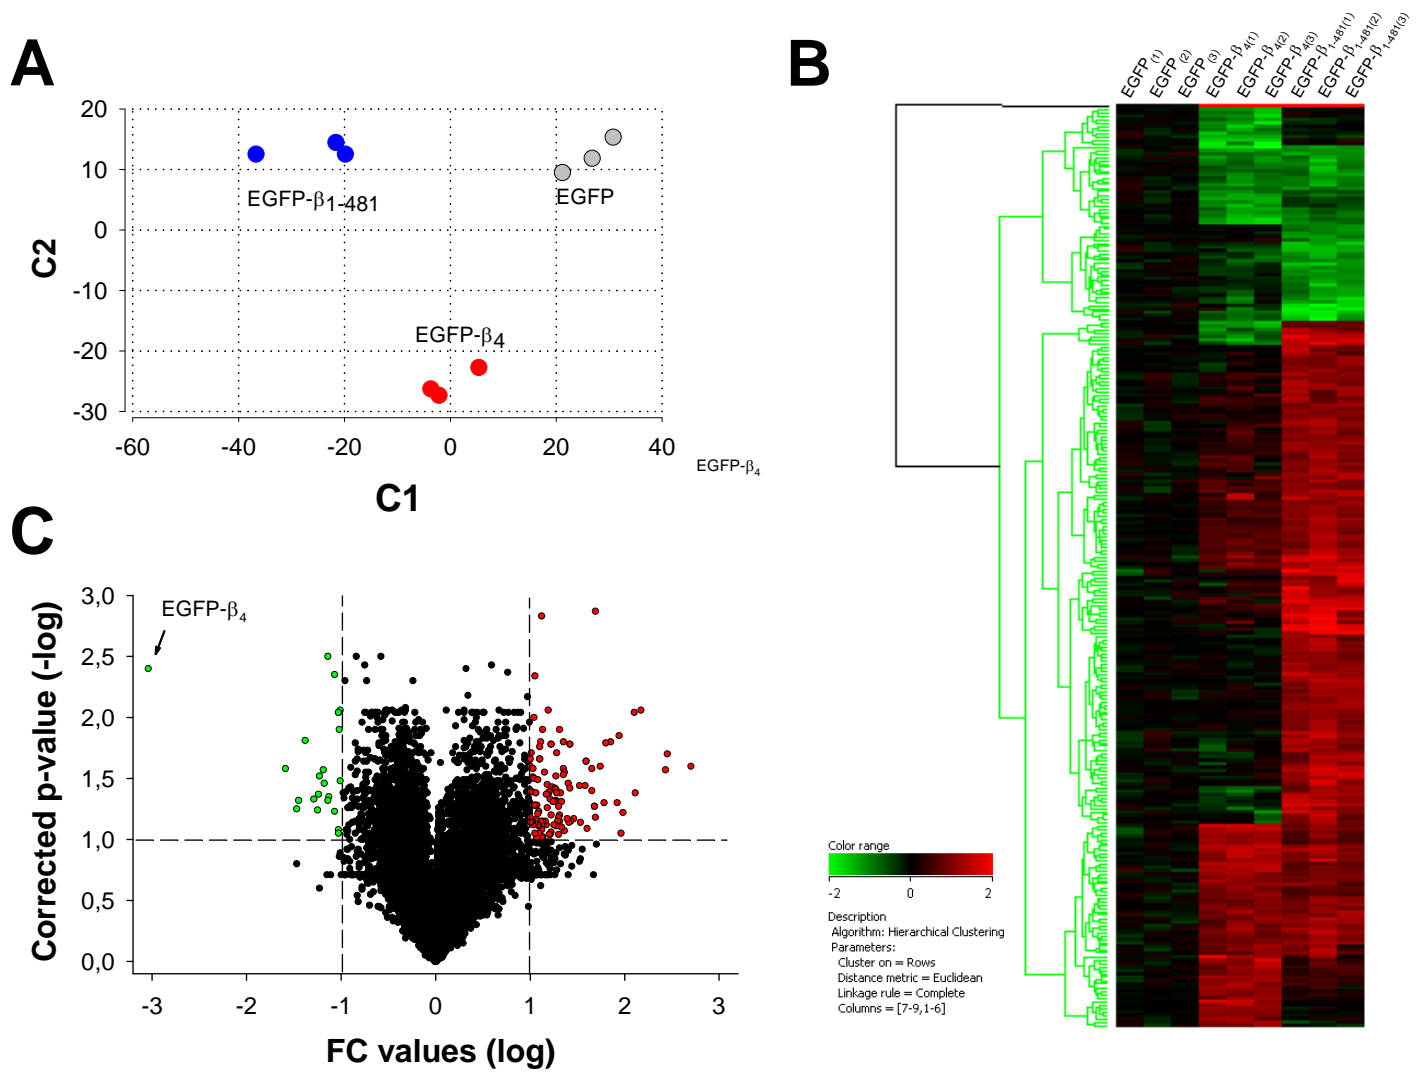 A
20
10
0
-10
-20
-30
C2
EGFP-β1-481
EGFP
EGFP-β4
-60 -40 -20 0 20 40
C1
EGFP-β4
B
EGFP(1)
EGFP(2)
EGFP(3)
EGFP-β4(1)
EGFP-β4(2)
EGFP-β4(3)
EGFP-β1-481(1)
EGFP-β1-481(2)
EGFP-β1-481(3)
Color range
-2 0 2
Description
Algorithm: Hierarchical Clustering
Parameters:
Cluster on = Rows
Distance metric = Euclidean
Linkage rule = Complete
Columns = [7-9,1-6]
C
3,0
2,5
2,0
1,5
1,0
0,5
0,0
Corrected p-value (-log)
EGFP-β4
-3 -2 -1 0 1 2 3
FC values (log)